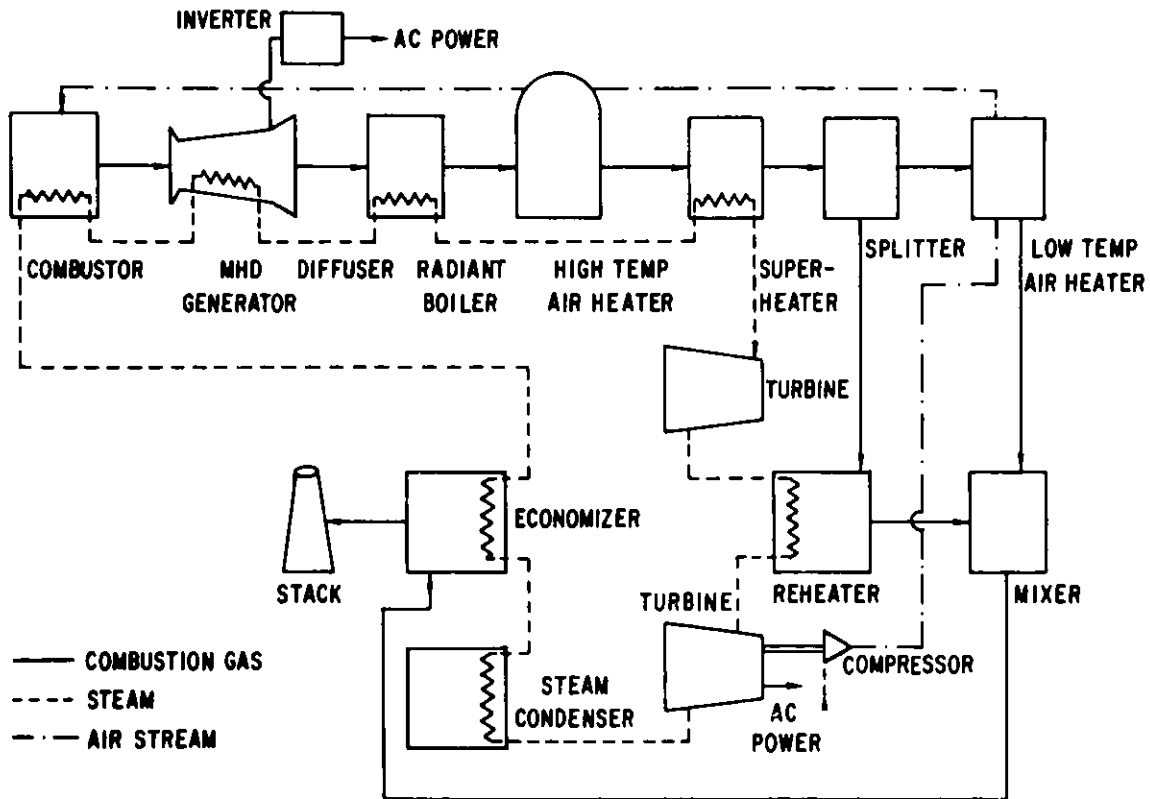 INVERTER
AC POWER
COMBUSTOR
MHD
GENERATOR
DIFFUSER
RADIANT
BOILER
HIGH TEMP
AIR HEATER
SUPER-
HEATER
SPLITTER
LOW TEMP
AIR HEATER
TURBINE
ECONOMIZER
STACK
REHEATER
MIXER
TURBINE
COMPRESSOR
AC
POWER
STEAM
CONDENSER
COMBUSTION GAS
STEAM
AIR STREAM